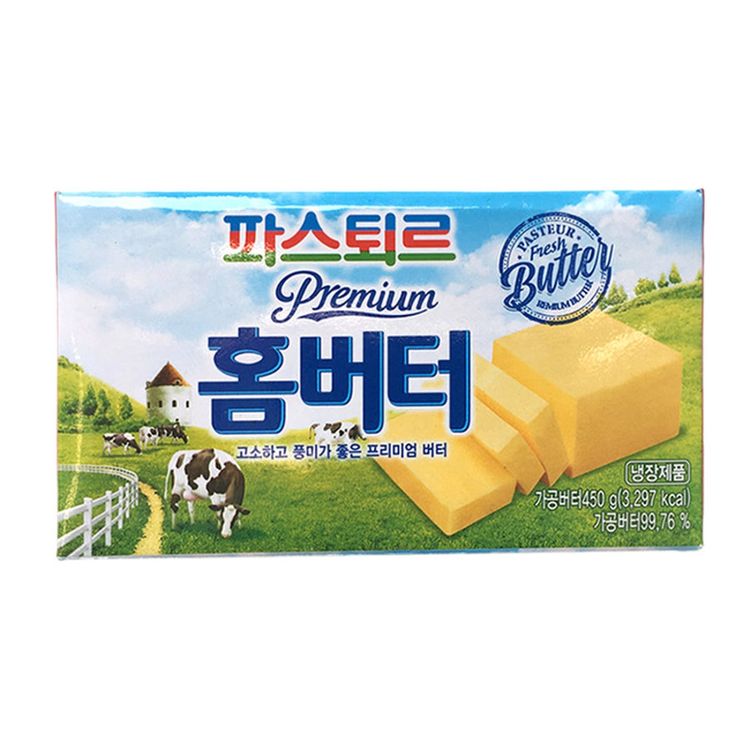 파스퇴르
Premium
홈버터
고소하고 풍미가 좋은 프리미엄 버터
PASTEUR
Fresh
Butter
PREMIUM BUTTER
냉장제품
가공버터450 g(3,297 kcal)
가공버터99.76 %